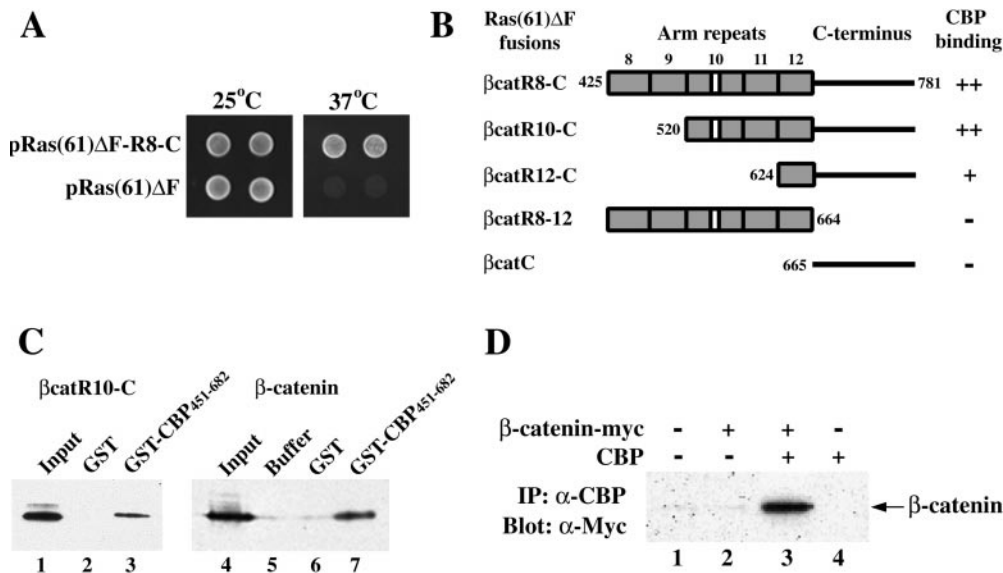 A
25°C 37°C
pRas(61)ΔF-R8-C
pRas(61)ΔF
B
Ras(61)ΔF fusions
Arm repeats
C-terminus
CBP binding
8 9 10 11 12
βcatR8-C 425 781 ++
βcatR10-C 520 ++
βcatR12-C 624 +
βcatR8-12 664 -
βcatC 665 -
C
βcatR10-C β-catenin
Input GST GST-CBP451-682 Input Buffer GST GST-CBP451-682
1 2 3 4 5 6 7
D
β-catenin-myc - + + -
CBP - - + +
IP: α-CBP
Blot: α-Myc
β-catenin
1 2 3 4